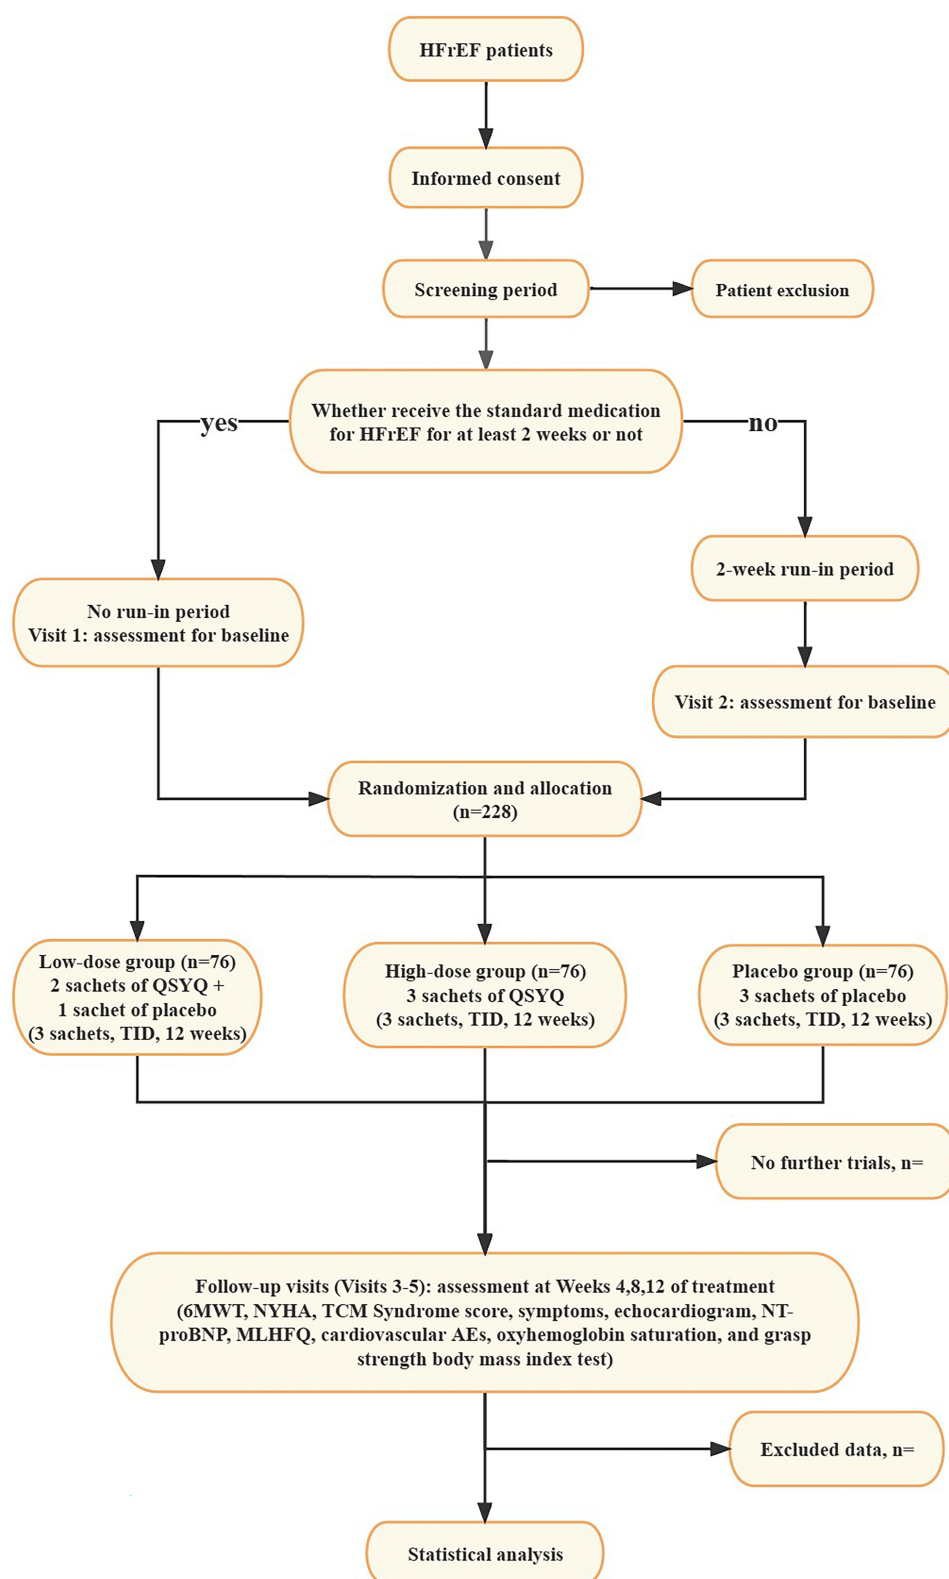 HFrEF patients
Informed consent
Screening period
Patient exclusion
Whether receive the standard medication
for HFrEF for at least 2 weeks or not
yes
no
2-week run-in period
No run-in period
Visit 1: assessment for baseline
Visit 2: assessment for baseline
Randomization and allocation
(n=228)
Low-dose group (n=76)
2 sachets of QSYQ +
1 sachet of placebo
(3 sachets, TID, 12 weeks)
High-dose group (n=76)
3 sachets of QSYQ
(3 sachets, TID, 12 weeks)
Placebo group (n=76)
3 sachets of placebo
(3 sachets, TID, 12 weeks)
No further trials, n=
Follow-up visits (Visits 3-5): assessment at Weeks 4,8,12 of treatment
(6MWT, NYHA, TCM Syndrome score, symptoms, echocardiogram, NT-
proBNP, MLHFQ, cardiovascular AEs, oxyhemoglobin saturation, and grasp
strength body mass index test)
Excluded data, n=
Statistical analysis